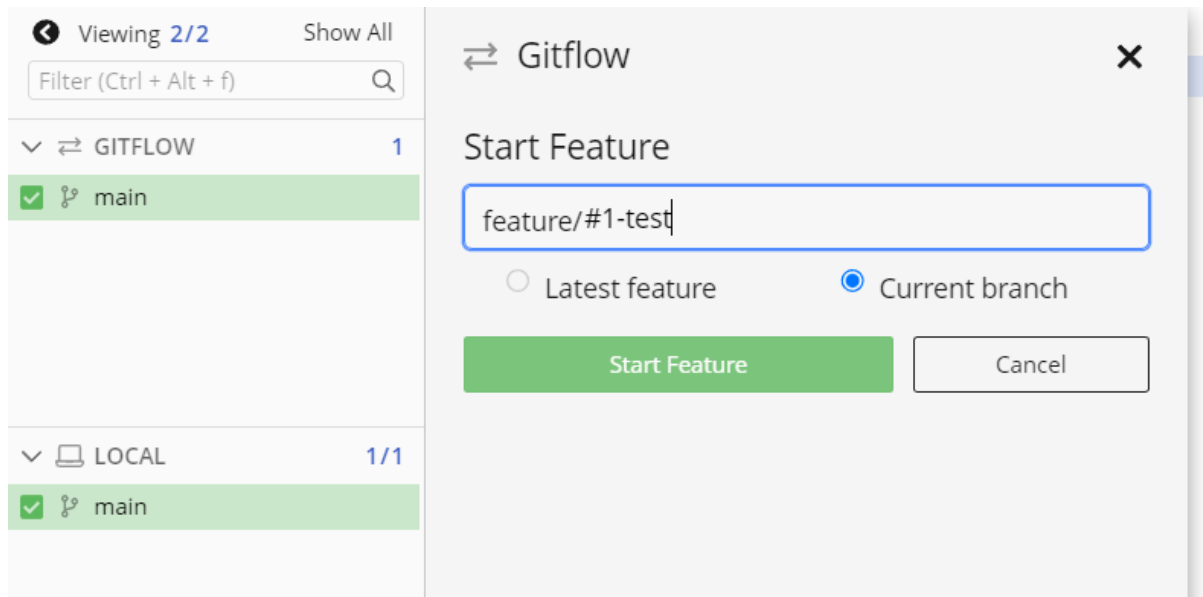 Viewing 2/2 Show All
Filter (Ctrl + Alt + f)
GITFLOW 1
main
LOCAL 1/1
main
Gitflow
Start Feature
feature/#1-test
Latest feature Current branch
Start Feature Cancel